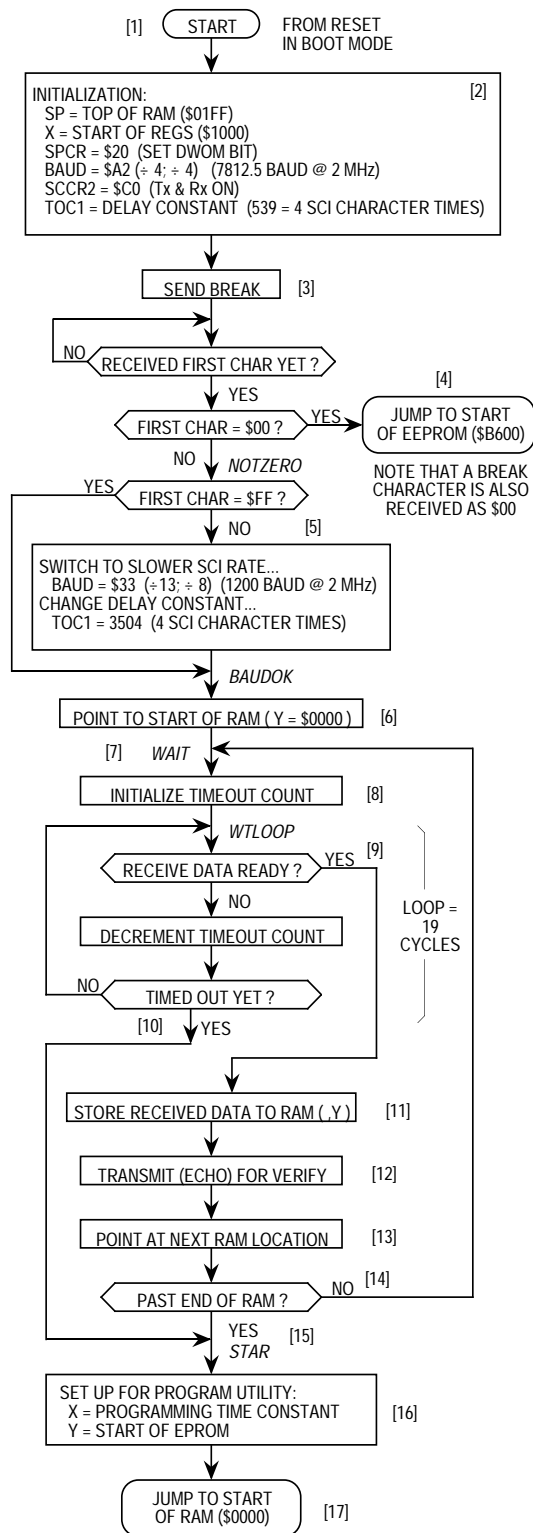 [1] START FROM RESET
IN BOOT MODE
INITIALIZATION: [2]
SP = TOP OF RAM ($01FF)
X = START OF REGS ($1000)
SPCR = $20 (SET DWOM BIT)
BAUD = $A2 (÷ 4; ÷ 4) (7812.5 BAUD @ 2 MHz)
SCCR2 = $C0 (Tx & Rx ON)
TOC1 = DELAY CONSTANT (539 = 4 SCI CHARACTER TIMES)
SEND BREAK [3]
NO RECEIVED FIRST CHAR YET ?
YES
[4]
FIRST CHAR = $00 ? YES JUMP TO START
OF EEPROM ($B600)
NO NOTZERO
NOTE THAT A BREAK
CHARACTER IS ALSO
RECEIVED AS $00
YES FIRST CHAR = $FF ?
NO [5]
SWITCH TO SLOWER SCI RATE...
BAUD = $33 (÷13; ÷ 8) (1200 BAUD @ 2 MHz)
CHANGE DELAY CONSTANT...
TOC1 = 3504 (4 SCI CHARACTER TIMES)
BAUDOK
POINT TO START OF RAM ( Y = $0000 ) [6]
[7] WAIT
INITIALIZE TIMEOUT COUNT [8]
WTLOOP
RECEIVE DATA READY ? YES [9]
NO
LOOP =
19
CYCLES
DECREMENT TIMEOUT COUNT
NO TIMED OUT YET ?
[10] YES
STORE RECEIVED DATA TO RAM ( ,Y ) [11]
TRANSMIT (ECHO) FOR VERIFY [12]
POINT AT NEXT RAM LOCATION [13]
PAST END OF RAM ? NO [14]
YES [15]
STAR
SET UP FOR PROGRAM UTILITY:
X = PROGRAMMING TIME CONSTANT [16]
Y = START OF EPROM
JUMP TO START
OF RAM ($0000) [17]